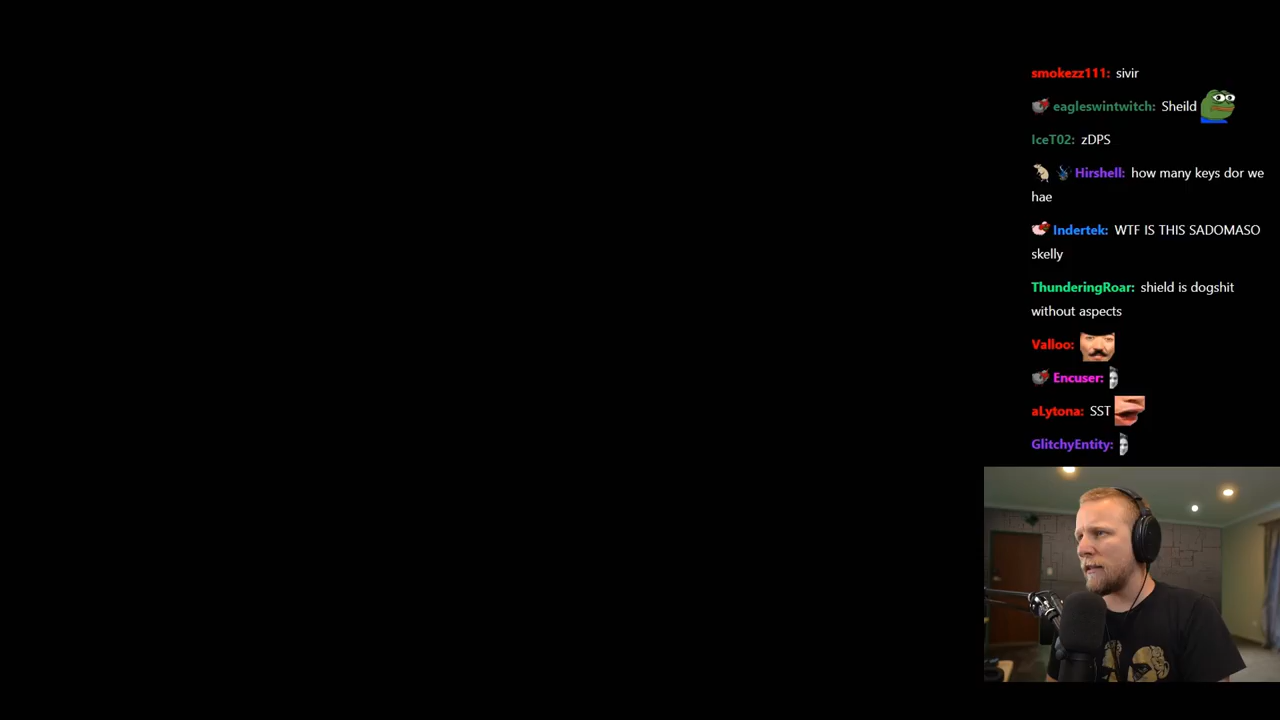 smokezz111: sivir
eagleswintwitch: Sheild
IceT02: zDPS
Hirshell: how many keys dor we
hae
Indertek: WTF IS THIS SADOMASO
skelly
ThunderingRoar: shield is dogshit
without aspects
Valloo:
Encuser:
aLytona: SST
GlitchyEntity: